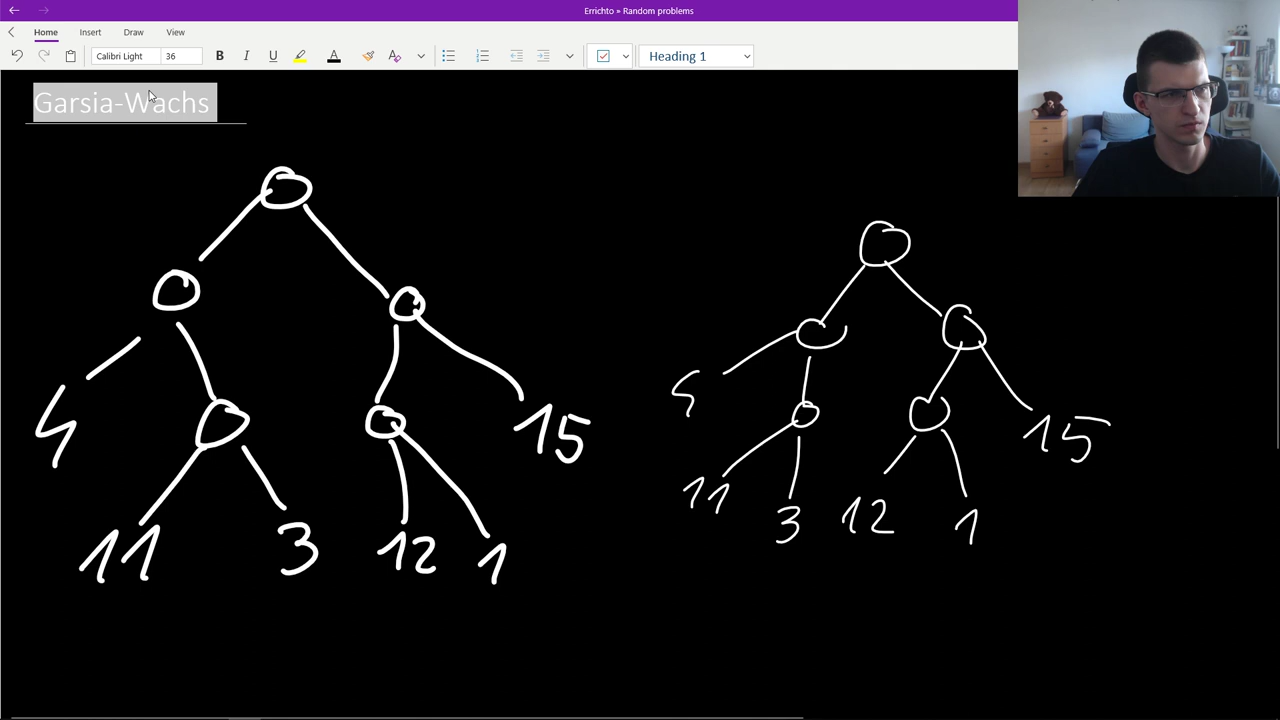 Errichto » Random problems
Home Insert Draw View
Calibri Light 36 B I U A A Heading 1
Garsia-Wachs
4 15
11 3 12 1
4 15
11 3 12 1